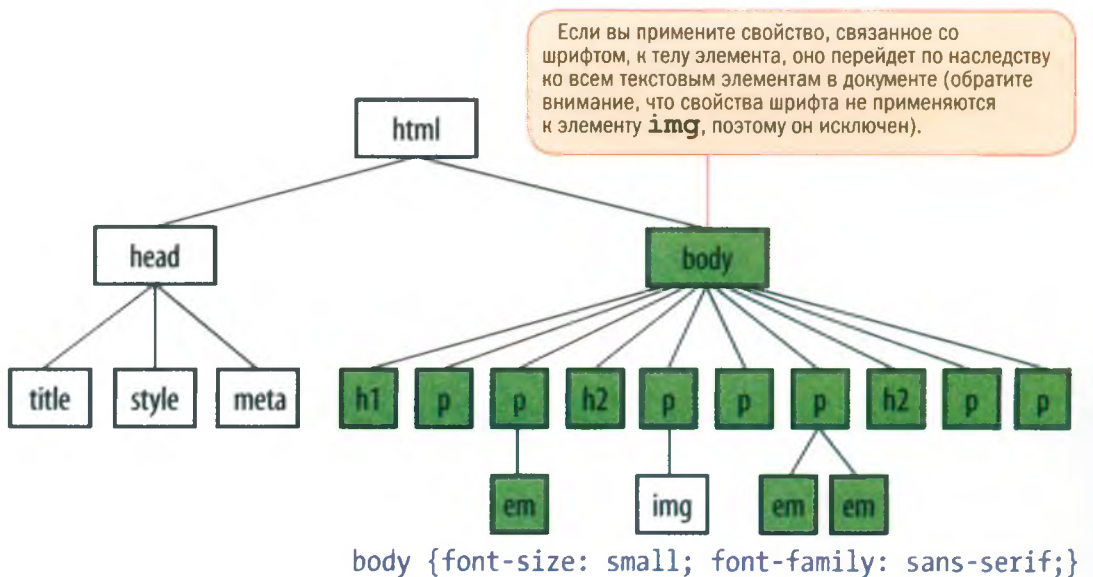 Если вы примените свойство, связанное со
шрифтом, к телу элемента, оно перейдет по наследству
ко всем текстовым элементам в документе (обратите
внимание, что свойства шрифта не применяются
к элементу img, поэтому он исключен).
html
head
body
title style meta h1 p p h2 p p p h2 p p
em img em em
body {font-size: small; font-family: sans-serif;}